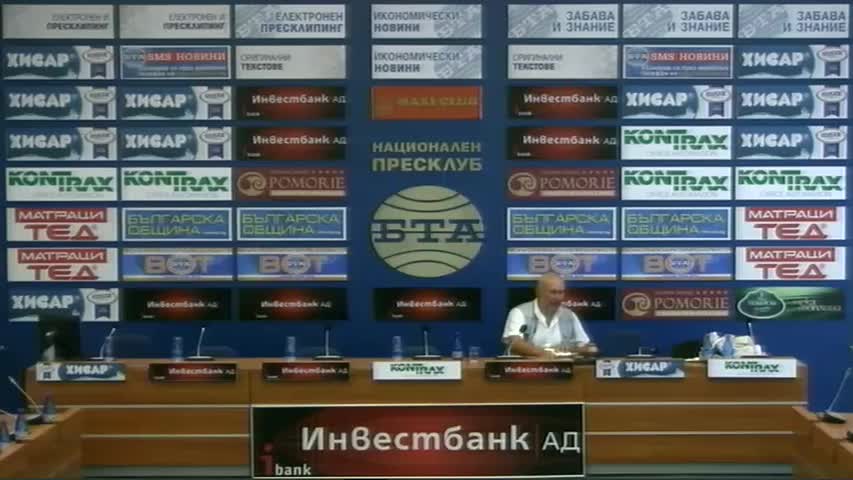 ЕЛЕКТРОНЕН И
ЕЛЕКТРОНЕН И
ЕЛЕКТРОНЕН
ПРЕСКЛИПИНГ
ИКОНОМИЧЕСКИ
НОВИНИ
ЗАБАВА
И ЗНАНИЕ
ЗАБАВА
И ЗНАНИЕ
ЗАБАВА
И ЗНАНИЕ
ХИСАР
БТА SMS НОВИНИ
ОРИГИНАЛНИ
ТЕКСТОВЕ
ИКОНОМИЧЕСКИ
НОВИНИ
ОРИГИНАЛНИ
ТЕКСТОВЕ
БТА SMS НОВИНИ
ХИСАР
ХИСАР
ХИСАР
ИНВЕСТБАНК АД
MAXI CLUB
ИНВЕСТБАНК АД
ХИСАР
ХИСАР
ХИСАР
ХИСАР
ИНВЕСТБАНК АД
НАЦИОНАЛЕН
ПРЕСКЛУБ
ИНВЕСТБАНК АД
KONTRAX
ХИСАР
KONTRAX
KONTRAX
POMORIE
POMORIE
KONTRAX
KONTRAX
МАТРАЦИ
ТЕД
БЪЛГАРСКА
ОБЩИНА
БЪЛГАРСКА
ОБЩИНА
БТА
БЪЛГАРСКА
ОБЩИНА
БЪЛГАРСКА
ОБЩИНА
МАТРАЦИ
ТЕД
МАТРАЦИ
ТЕД
ВОТ
ВОТ
ВОТ
ВОТ
МАТРАЦИ
ТЕД
ХИСАР
ИНВЕСТБАНК АД
ИНВЕСТБАНК АД
ИНВЕСТБАНК АД
POMORIE
ХИСАР
ИНВЕСТБАНК АД
ИНВЕСТБАНК АД
KONTRAX
ИНВЕСТБАНК АД
ХИСАР
KONTRAX
ИНВЕСТБАНК АД
ibank